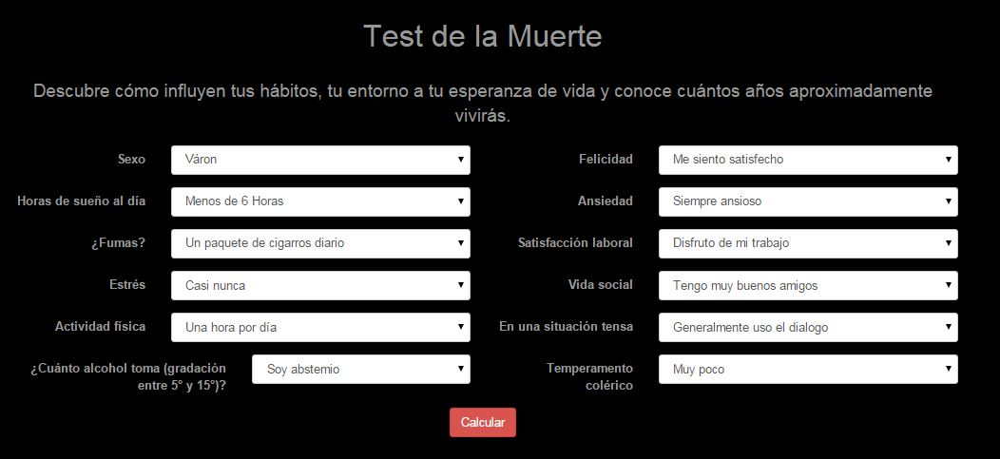 Test de la Muerte
Descubre cómo influyen tus hábitos, tu entorno a tu esperanza de vida y conoce cuántos años aproximadamente
vivirás.
Sexo
Váron
Felicidad
Me siento satisfecho
Horas de sueño al día
Menos de 6 Horas
Ansiedad
Siempre ansioso
¿Fumas?
Un paquete de cigarros diario
Satisfacción laboral
Disfruto de mi trabajo
Estrés
Casi nunca
Vida social
Tengo muy buenos amigos
Actividad física
Una hora por día
En una situación tensa
Generalmente uso el dialogo
¿Cuánto alcohol toma (gradación
entre 5° y 15°)?
Soy abstemio
Temperamento
colérico
Muy poco
Calcular